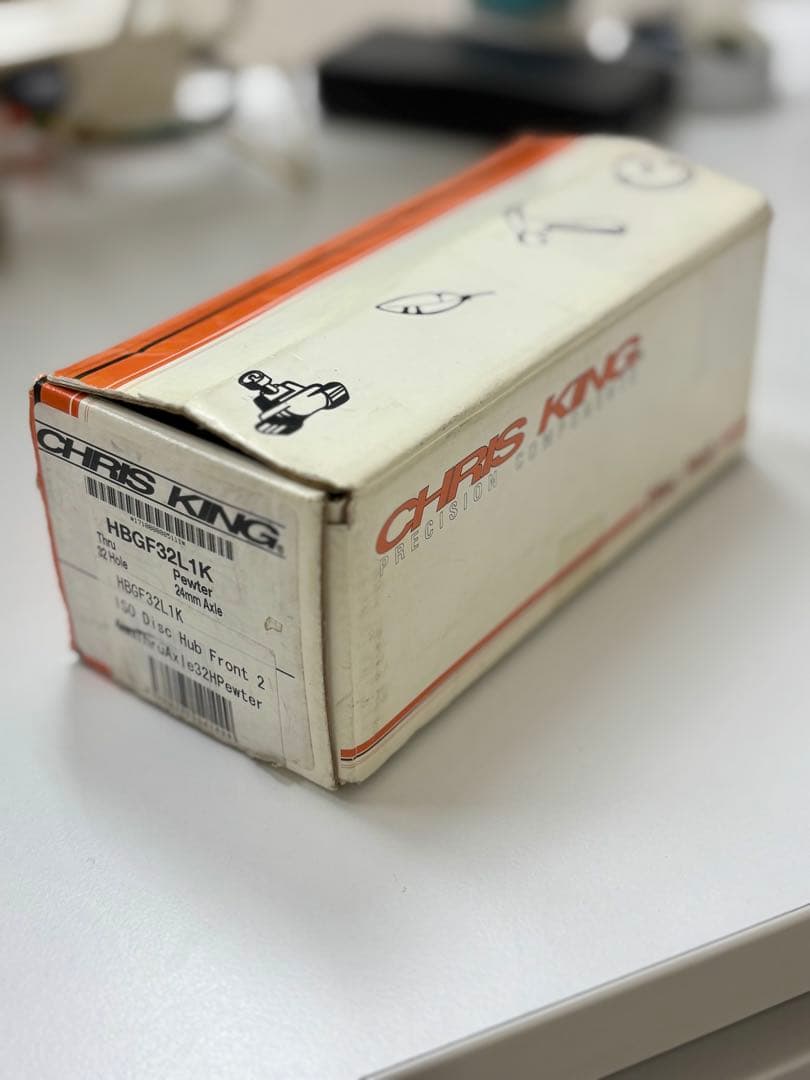 CHRIS KING
PRECISION COMPONENTS
CHRIS KING
HBGF32L1K
Thru Pewter
32 Hole 24mm Axle
HBGF32L1K
ISO Disc Hub Front 2
Axle32HPewter